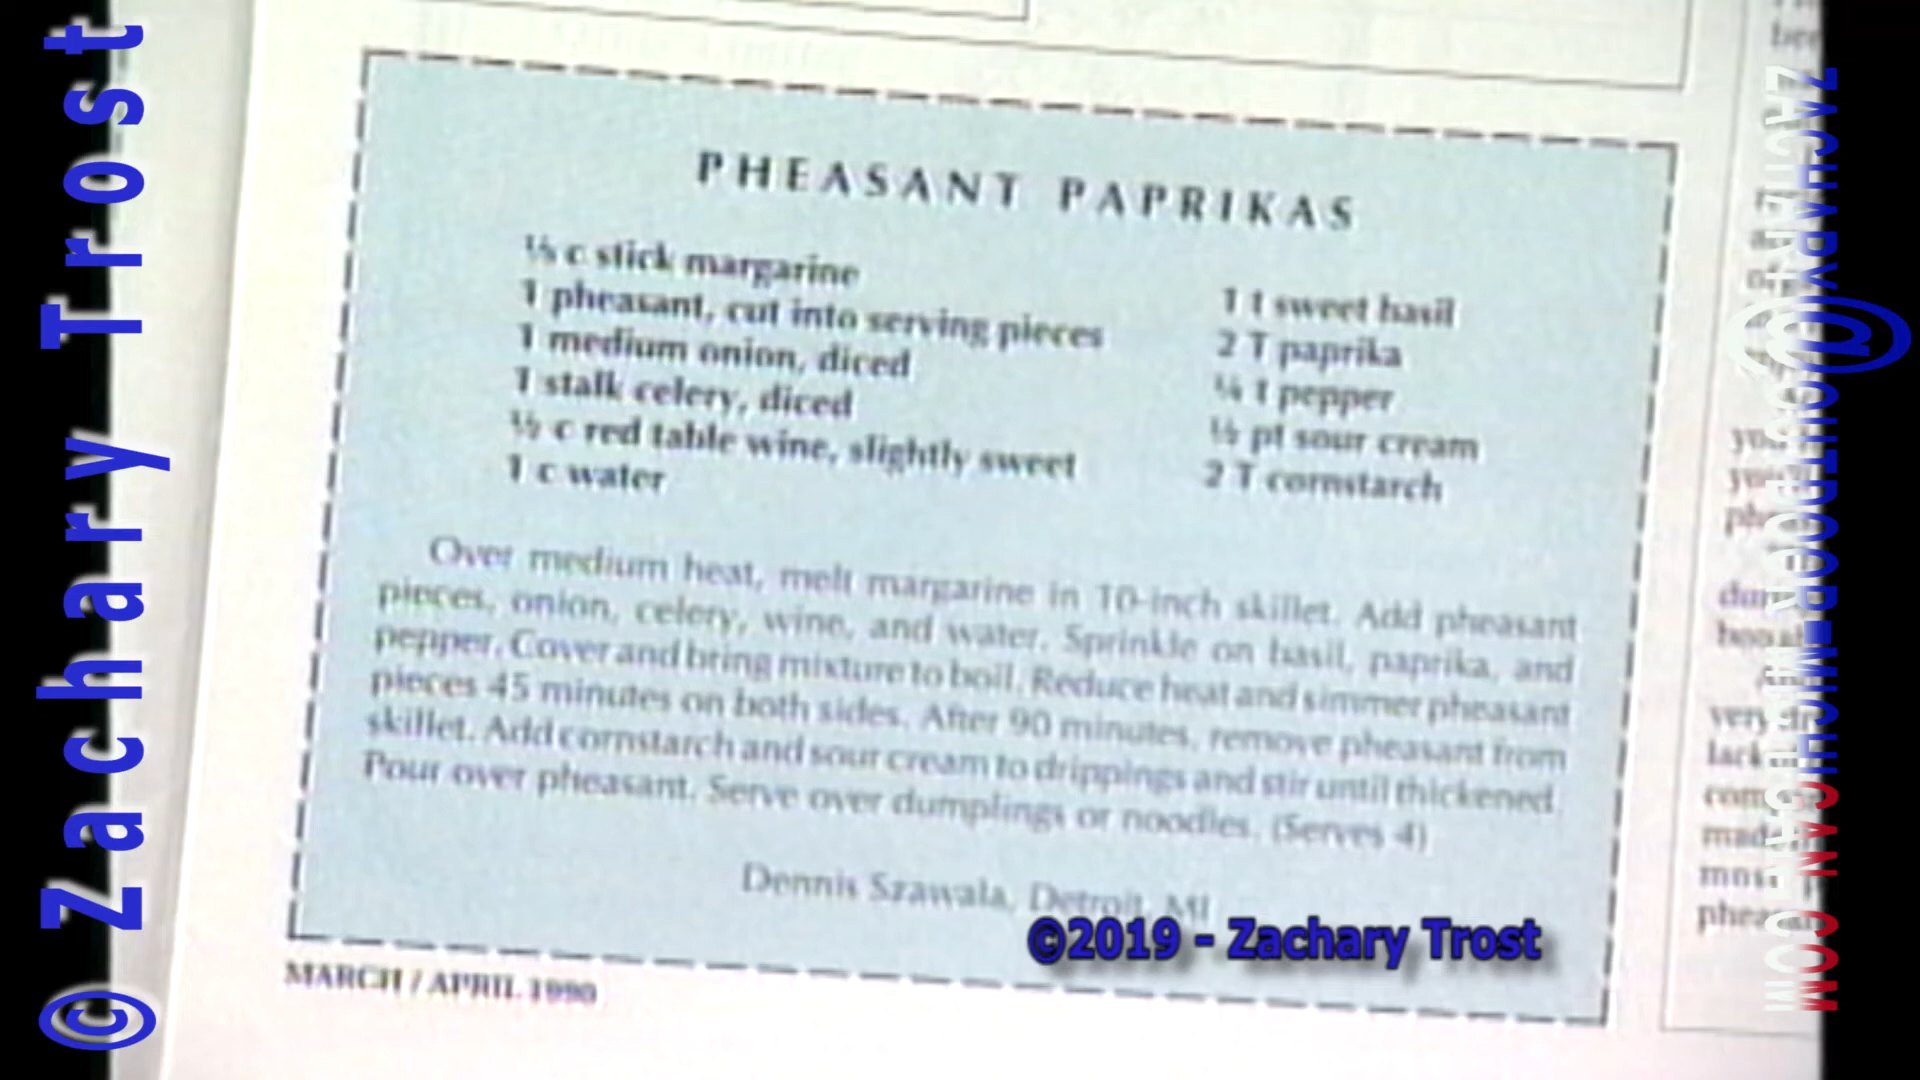 PHEASANT PAPRIKAS
c stick margarine
1 pheasant, cut into serving pieces
1 medium onion, diced
1 stalk celery, diced
½ c red table wine, slightly sweet
1 c water
1 t sweet basil
2 T paprika
¼ t pepper
½ pt sour cream
2 T cornstarch
Over medium heat, melt margarine in 10-inch skillet. Add pheasant
pieces, onion, celery, wine, and water. Sprinkle on basil, paprika, and
pepper. Cover and bring mixture to boil. Reduce heat and simmer pheasant
pieces 45 minutes on both sides. After 90 minutes, remove pheasant from
skillet. Add cornstarch and sour cream to drippings and stir until thickened.
Pour over pheasant. Serve over dumplings or noodles. (Serves 4)
Dennis Szawala, Detroit, MI
MARCH / APRIL 1990
©2019 - Zachary Trost
© Zachary Trost
ZACHARY@OUTDOOR-MICHIGAN.COM